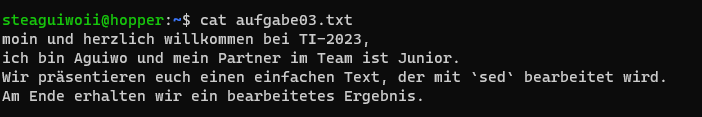 steaguiwoii@hopper:~$ cat aufgabe03.txt
moin und herzlich willkommen bei TI-2023,
ich bin Aguiwo und mein Partner im Team ist Junior.
Wir präsentieren euch einen einfachen Text, der mit `sed` bearbeitet wird.
Am Ende erhalten wir ein bearbeitetes Ergebnis.